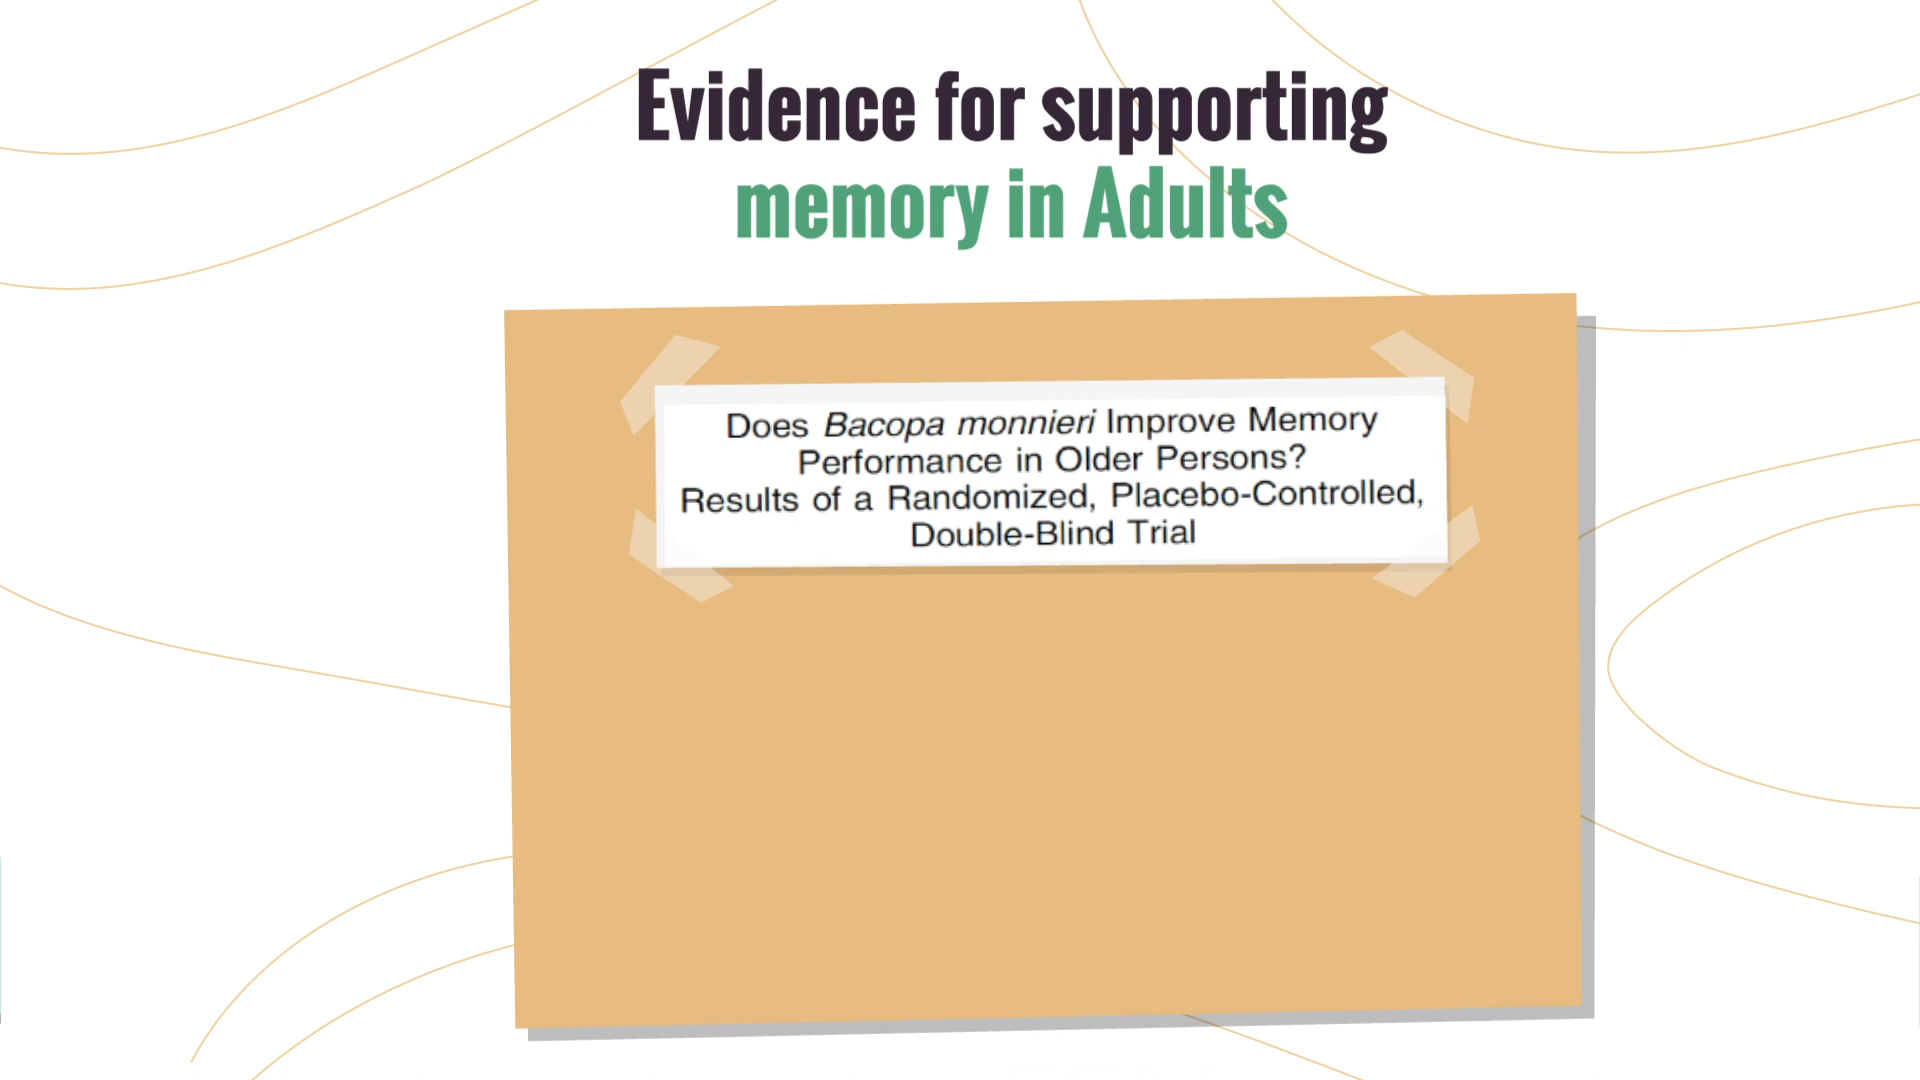 Evidence for supporting
memory in Adults
Does Bacopa monnieri Improve Memory
Performance in Older Persons?
Results of a Randomized, Placebo-Controlled,
Double-Blind Trial